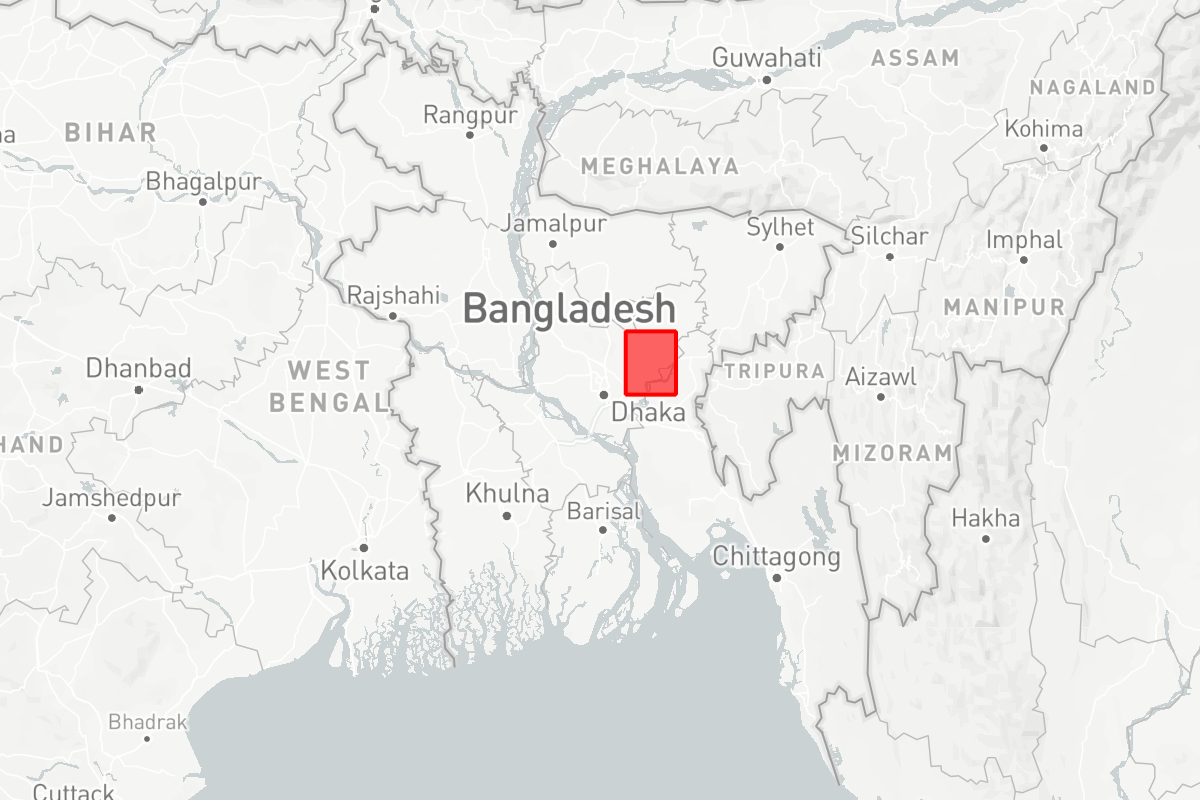 Guwahati
ASSAM
NAGALAND
Rangpur
BIHAR
Kohima
MEGHALAYA
Bhagalpur
Jamalpur
Sylhet
Silchar
Imphal
Rajshahi
Bangladesh
MANIPUR
Dhanbad
WEST
BENGAL
TRIPURA
Aizawl
Dhaka
HAND
MIZORAM
Jamshedpur
Khulna
Barisal
Hakha
Kolkata
Chittagong
Bhadrak
Cuttack